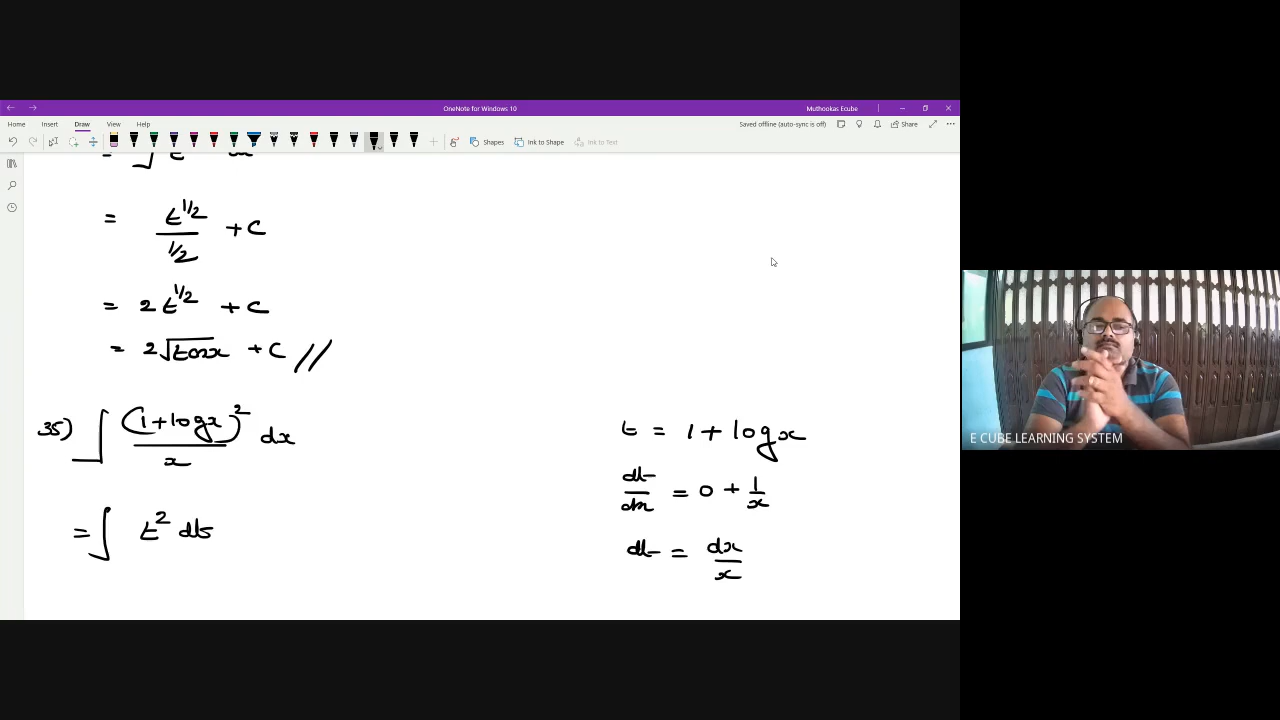 OneNote for Windows 10
Muthookas Ecube
Home Insert Draw View Help
Saved offline (auto-sync is off)
Share
Shapes
Ink to Shape
Ink to Text
= t^{1/2} / 1/2 + C
= 2 t^{1/2} + C
= 2√tanx + C //
35) ∫ (1+logx)² / x dx
= ∫ t² dt
t = 1 + logx
dt/dx = 0 + 1/x
dt = dx/x
E CUBE LEARNING SYSTEM